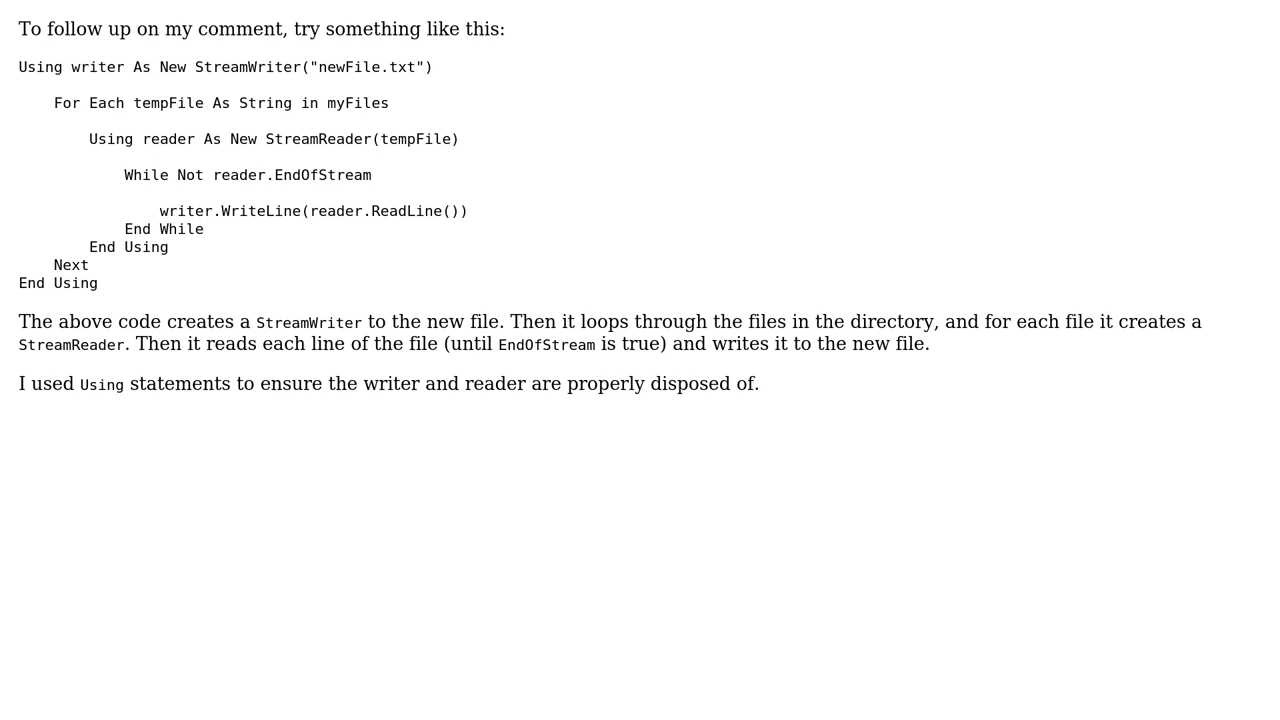 To follow up on my comment, try something like this:
Using writer As New StreamWriter("newFile.txt")
    For Each tempFile As String in myFiles
        Using reader As New StreamReader(tempFile)
            While Not reader.EndOfStream
                writer.WriteLine(reader.ReadLine())
            End While
        End Using
    Next
End Using
The above code creates a StreamWriter to the new file. Then it loops through the files in the directory, and for each file it creates a
StreamReader. Then it reads each line of the file (until EndOfStream is true) and writes it to the new file.
I used Using statements to ensure the writer and reader are properly disposed of.